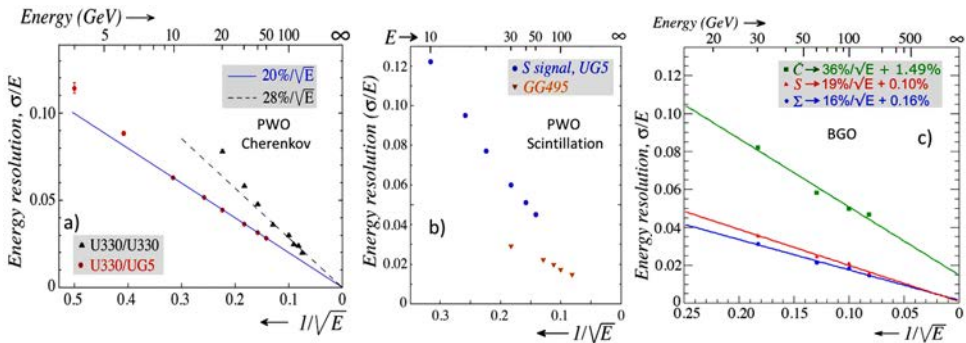 Energy (GeV) →
2 5 10 20 50 100 ∞
Energy resolution, σ/E
0.10
0.05
0
20%/√E
28%/√E
PWO
Cherenkov
a)
U330/U330
U330/UG5
0.5 0.4 0.3 0.2 0.1 0
← 1/√E
E →
10 30 50 100 ∞
Energy resolution (σ/E)
0.12
0.10
0.08
0.06
0.04
0.02
0
S signal, UG5
GG495
PWO
Scintillation
b)
0.3 0.2 0.1 0
← 1/√E
Energy (GeV) →
20 50 100 200 500 ∞
Energy resolution, σ/E
0.12
0.10
0.08
0.06
0.04
0.02
0.00
Č → 36%/√E + 1.49%
S → 19%/√E + 0.10%
Σ → 16%/√E + 0.16%
BGO
c)
0.25 0.20 0.15 0.10 0.05 0
← 1/√E